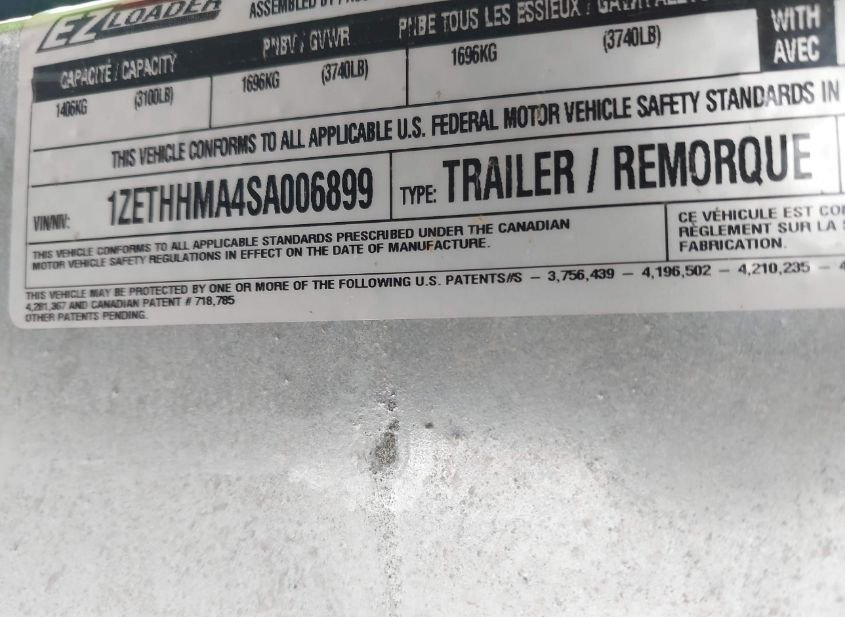 EZ LOADER
ASSEMBLED BY
CAPACITÉ / CAPACITY PNBV / GVWR PNBE TOUS LES ESSIEUX /
1406KG (3100LB) 1696KG (3740LB) 1696KG (3740LB) WITH
AVEC
THIS VEHICLE CONFORMS TO ALL APPLICABLE U.S. FEDERAL MOTOR VEHICLE SAFETY STANDARDS IN
VIN/NIV: 1ZETHHMA4SA006899 TYPE: TRAILER / REMORQUE
THIS VEHICLE CONFORMS TO ALL APPLICABLE STANDARDS PRESCRIBED UNDER THE CANADIAN
MOTOR VEHICLE SAFETY REGULATIONS IN EFFECT ON THE DATE OF MANUFACTURE.
CE VÉHICULE EST
RÈGLEMENT SUR LA
FABRICATION.
THIS VEHICLE MAY BE PROTECTED BY ONE OR MORE OF THE FOLLOWING U.S. PATENTS/#S – 3,756,439 – 4,196,502 – 4,210,235 –
4,281,367 AND CANADIAN PATENT # 718,785
OTHER PATENTS PENDING.